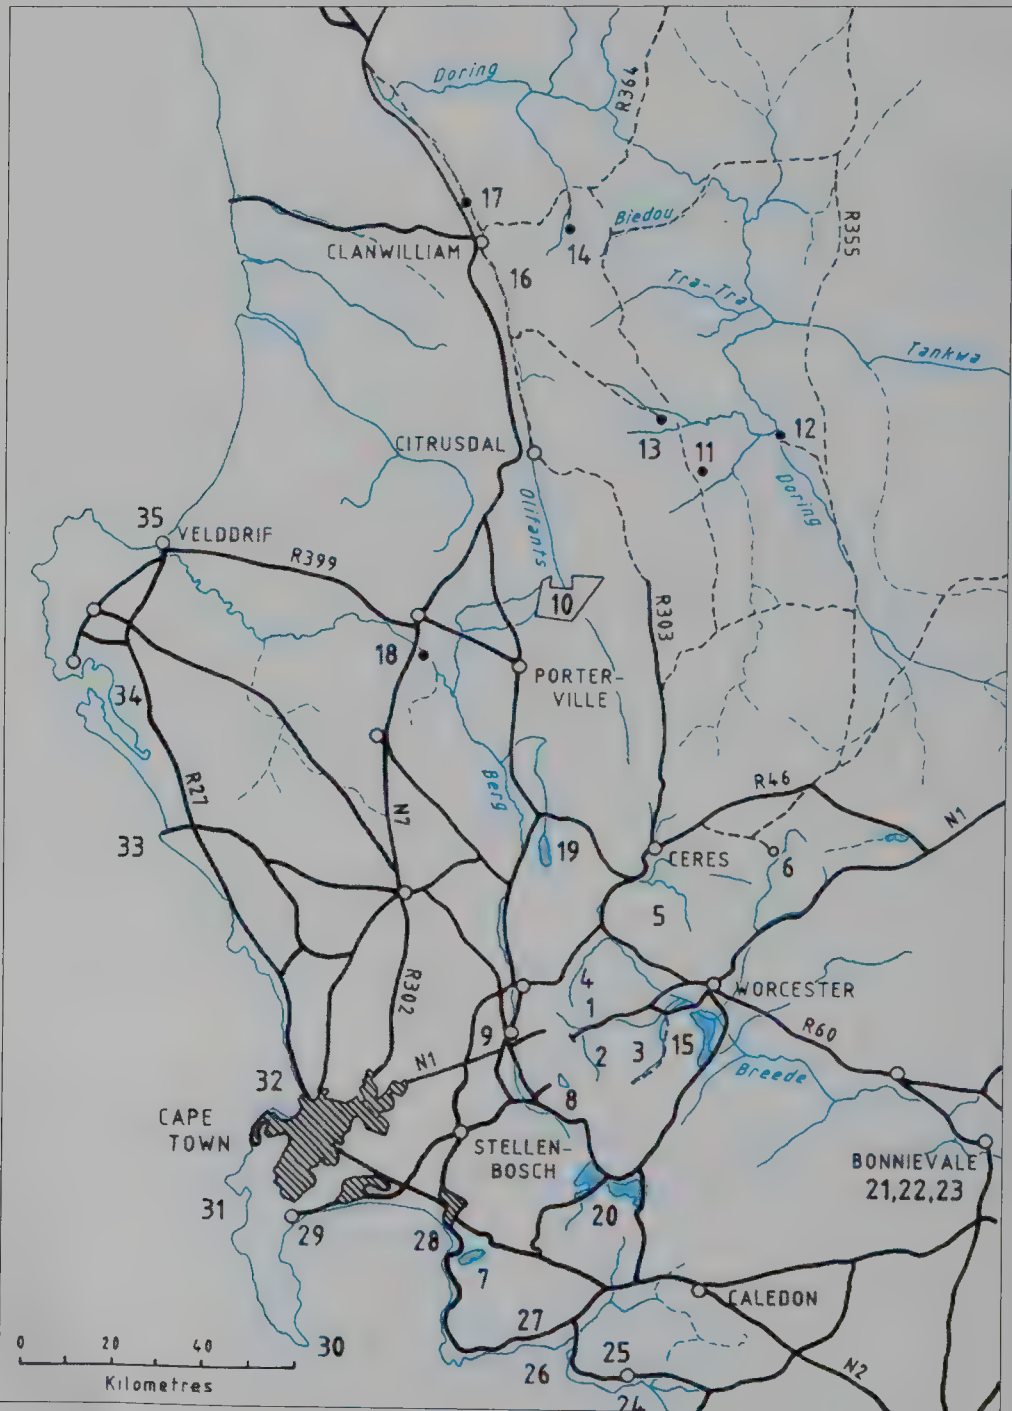 Doring
R364
17
CLANWILLIAM
16
14
Biedou
R355
Tra-Tra
Tankwa
CITRUSDAL
13
11
12
Doring
Olifants
35
VELDDRIF
R399
10
R303
18
PORTER-
VILLE
34
R27
N7
Berg
R46
N1
33
19
CERES
6
5
R302
4
WORCESTER
1
R60
9
2
3
15
N1
Breede
32
8
CAPE
TOWN
STELLEN-
BOSCH
BONNIEVALE
21,22,23
31
29
28
20
7
CALEDON
27
30
26
25
24
N2
0 20 40
Kilometres